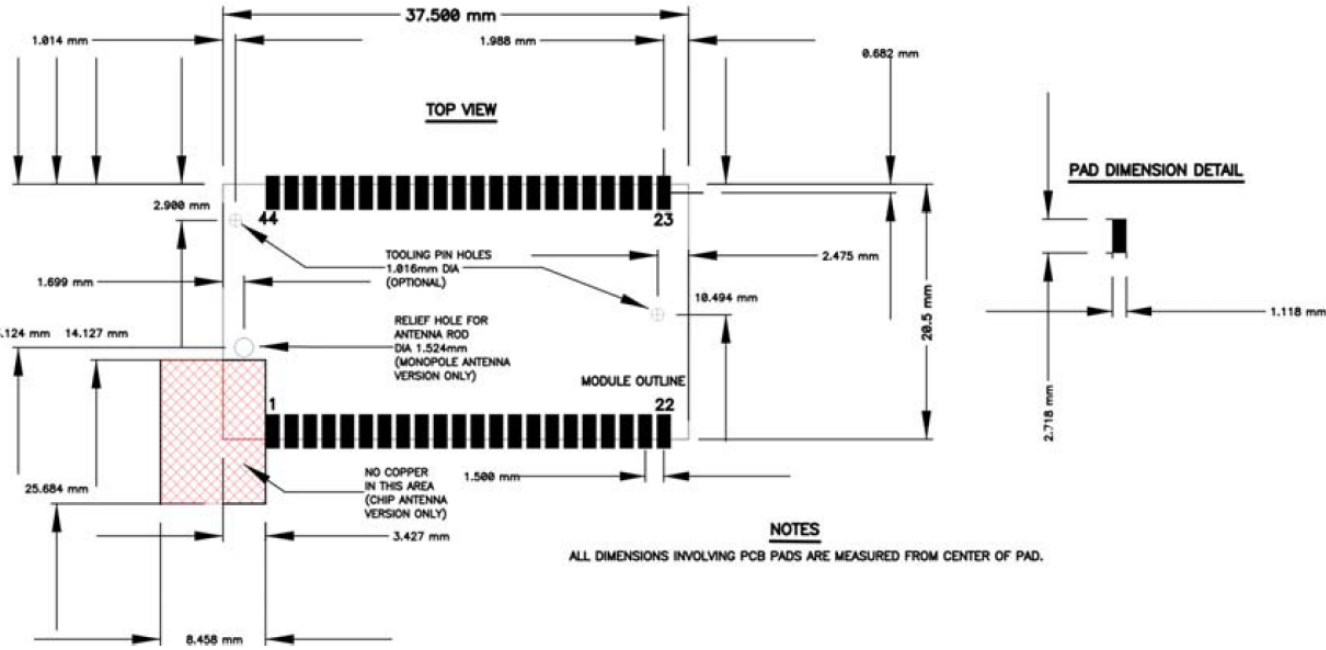 37.500 mm
1.014 mm
1.988 mm
0.682 mm
TOP VIEW
PAD DIMENSION DETAIL
2.900 mm
44
23
TOOLING PIN HOLES
1.016mm DIA
(OPTIONAL)
2.475 mm
1.699 mm
10.494 mm
20.5 mm
1.118 mm
RELIEF HOLE FOR
ANTENNA ROD
DIA 1.524mm
(MONOPOLE ANTENNA
VERSION ONLY)
.124 mm
14.127 mm
MODULE OUTLINE
2.718 mm
1
22
NO COPPER
IN THIS AREA
(CHIP ANTENNA
VERSION ONLY)
1.500 mm
25.684 mm
3.427 mm
NOTES
ALL DIMENSIONS INVOLVING PCB PADS ARE MEASURED FROM CENTER OF PAD.
8.458 mm